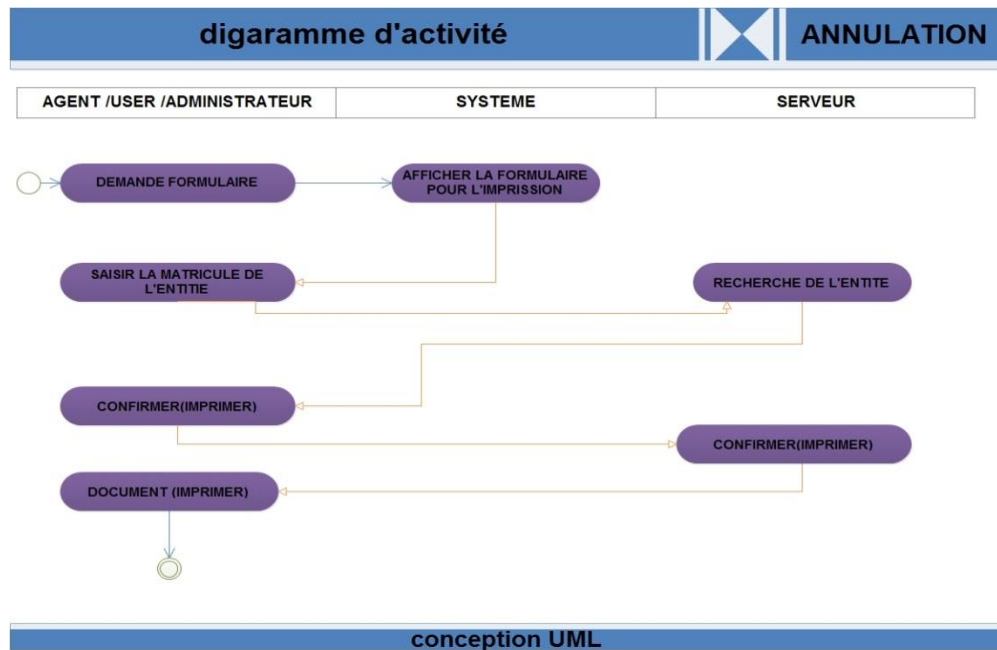 digaramme d'activité
ANNULATION
AGENT /USER /ADMINISTRATEUR
SYSTEME
SERVEUR
DEMANDE FORMULAIRE
AFFICHER LA FORMULAIRE
POUR L'IMPRISSION
SAISIR LA MATRICULE DE
L'ENTITIE
RECHERCHE DE L'ENTITE
CONFIRMER(IMPRIMER)
CONFIRMER(IMPRIMER)
DOCUMENT (IMPRIMER)
conception UML